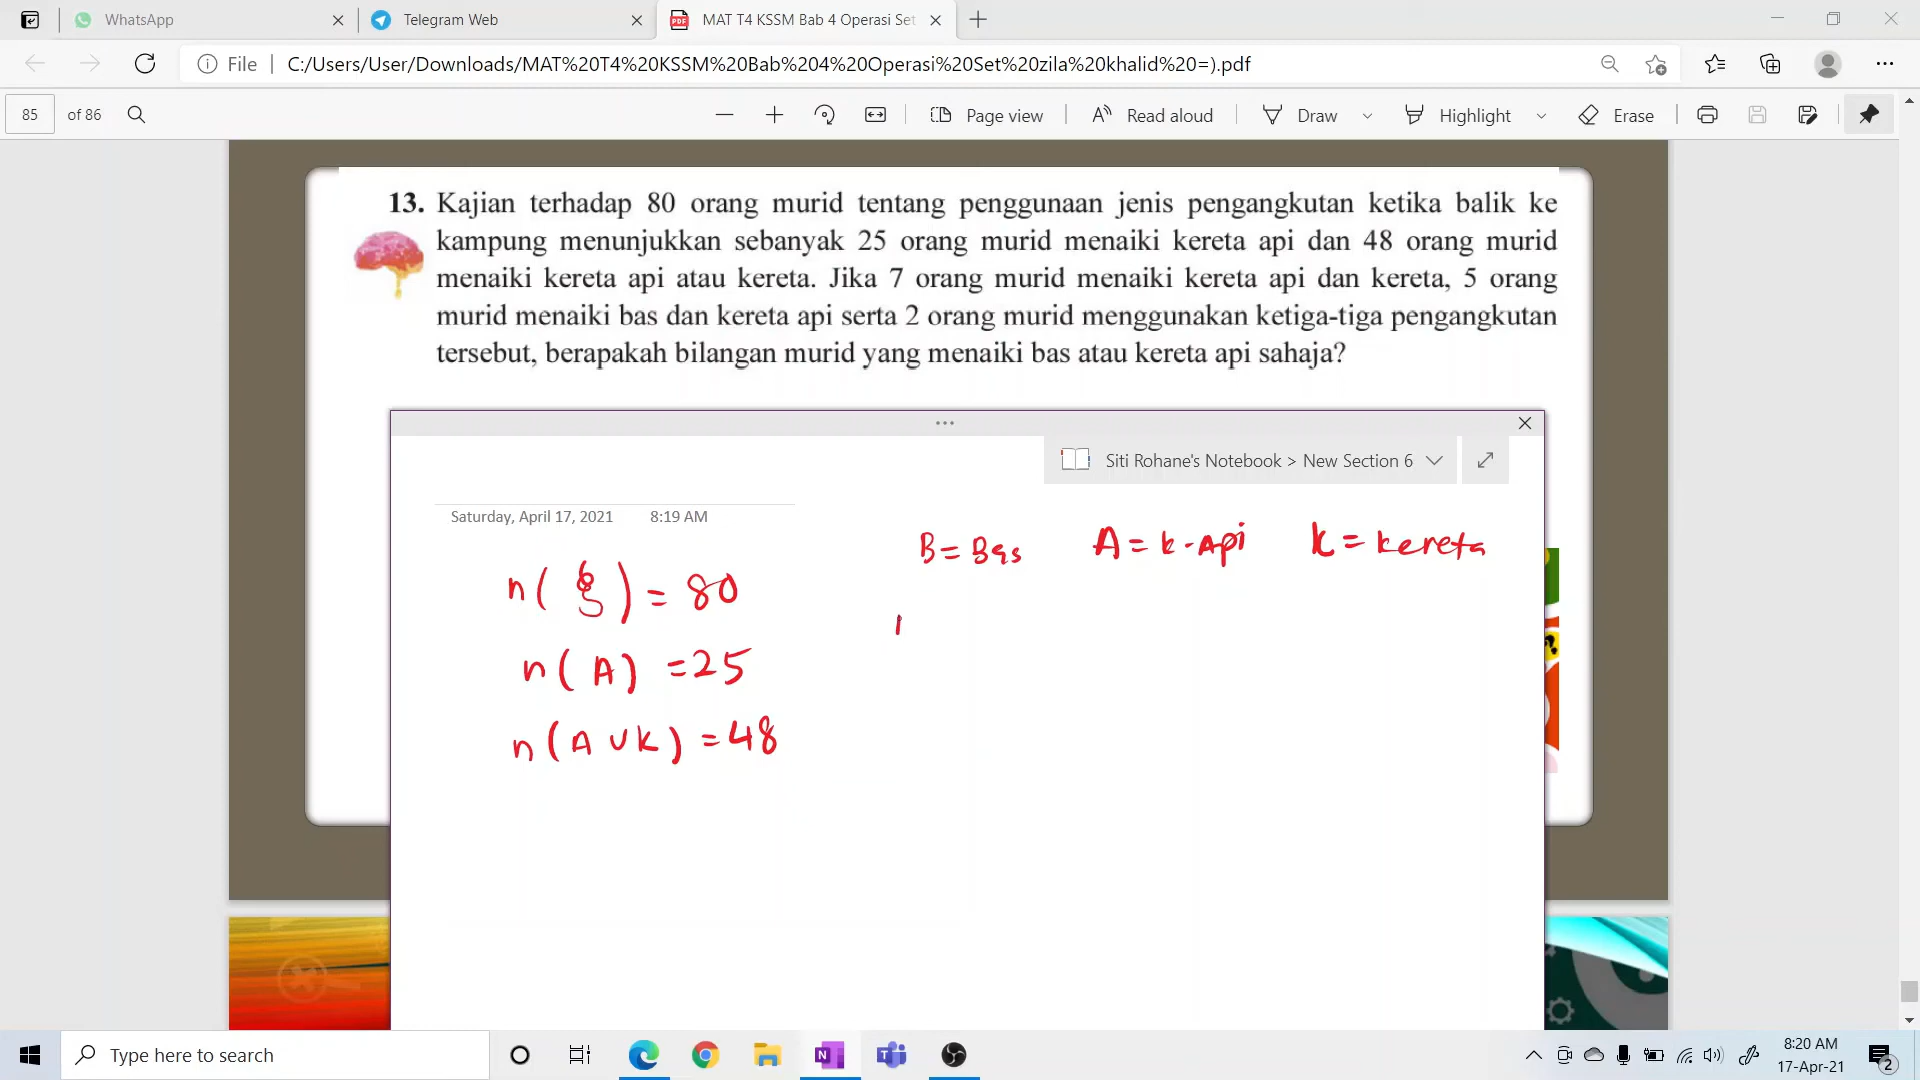 WhatsApp
Telegram Web
MAT T4 KSSM Bab 4 Operasi Set
File C:/Users/User/Downloads/MAT%20T4%20KSSM%20Bab%204%20Operasi%20Set%20zila%20khalid%20=).pdf
85 of 86 Page view Read aloud Draw Highlight Erase
13. Kajian terhadap 80 orang murid tentang penggunaan jenis pengangkutan ketika balik ke
kampung menunjukkan sebanyak 25 orang murid menaiki kereta api dan 48 orang murid
menaiki kereta api atau kereta. Jika 7 orang murid menaiki kereta api dan kereta, 5 orang
murid menaiki bas dan kereta api serta 2 orang murid menggunakan ketiga-tiga pengangkutan
tersebut, berapakah bilangan murid yang menaiki bas atau kereta api sahaja?
Siti Rohane's Notebook > New Section 6
Saturday, April 17, 2021 8:19 AM
B = Bas A = k-Api K = kereta
n(ξ) = 80
n(A) = 25
n(A ∪ K) = 48
Type here to search
8:20 AM
17-Apr-21
2